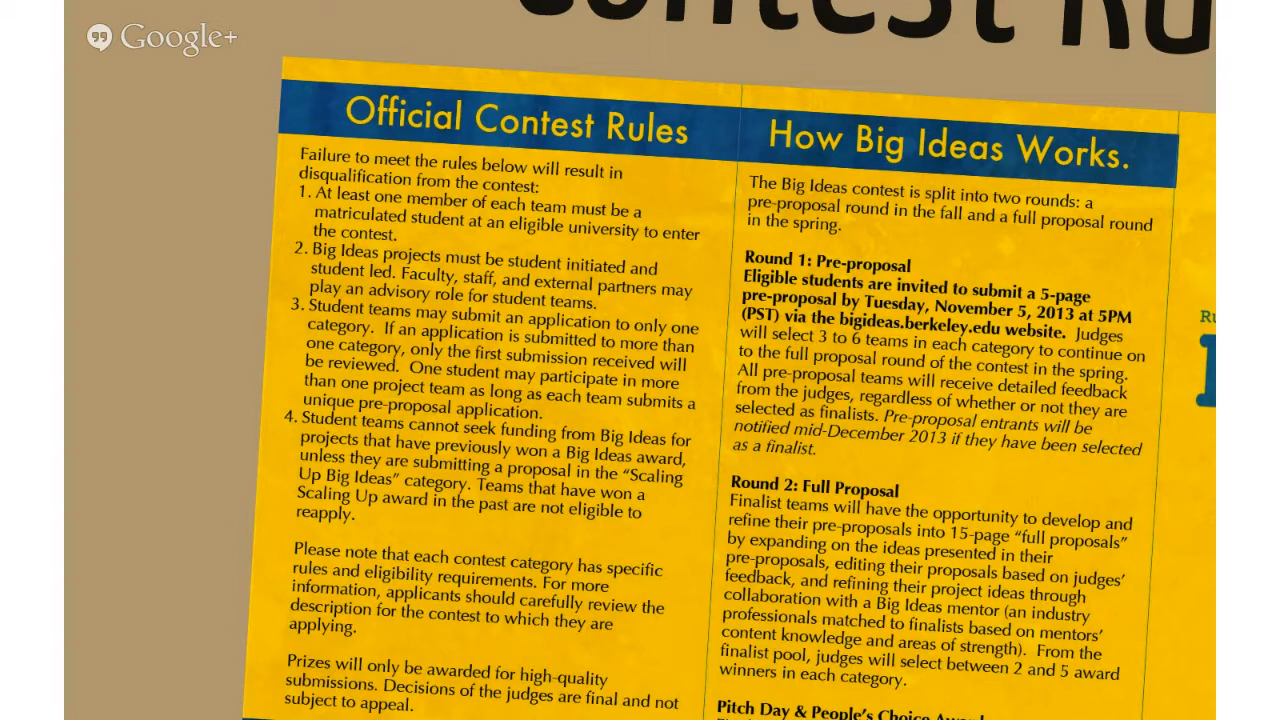 Google+
Contest Ru
Official Contest Rules
Failure to meet the rules below will result in
disqualification from the contest:
1. At least one member of each team must be a
matriculated student at an eligible university to enter
the contest.
2. Big Ideas projects must be student initiated and
student led. Faculty, staff, and external partners may
play an advisory role for student teams.
3. Student teams may submit an application to only one
category. If an application is submitted to more than
one category, only the first submission received will
be reviewed. One student may participate in more
than one project team as long as each team submits a
unique pre-proposal application.
4. Student teams cannot seek funding from Big Ideas for
projects that have previously won a Big Ideas award,
unless they are submitting a proposal in the “Scaling
Up Big Ideas” category. Teams that have won a
Scaling Up award in the past are not eligible to
reapply.
Please note that each contest category has specific
rules and eligibility requirements. For more
information, applicants should carefully review the
description for the contest to which they are
applying.
Prizes will only be awarded for high-quality
submissions. Decisions of the judges are final and not
subject to appeal.
How Big Ideas Works.
The Big Ideas contest is split into two rounds: a
pre-proposal round in the fall and a full proposal round
in the spring.
Round 1: Pre-proposal
Eligible students are invited to submit a 5-page
pre-proposal by Tuesday, November 5, 2013 at 5PM
(PST) via the bigideas.berkeley.edu website. Judges
will select 3 to 6 teams in each category to continue on
to the full proposal round of the contest in the spring.
All pre-proposal teams will receive detailed feedback
from the judges, regardless of whether or not they are
selected as finalists. Pre-proposal entrants will be
notified mid-December 2013 if they have been selected
as a finalist.
Round 2: Full Proposal
Finalist teams will have the opportunity to develop and
refine their pre-proposals into 15-page “full proposals”
by expanding on the ideas presented in their
pre-proposals, editing their proposals based on judges’
feedback, and refining their project ideas through
collaboration with a Big Ideas mentor (an industry
professionals matched to finalists based on mentors’
content knowledge and areas of strength). From the
finalist pool, judges will select between 2 and 5 award
winners in each category.
Pitch Day & People’s Choice Award
Ru